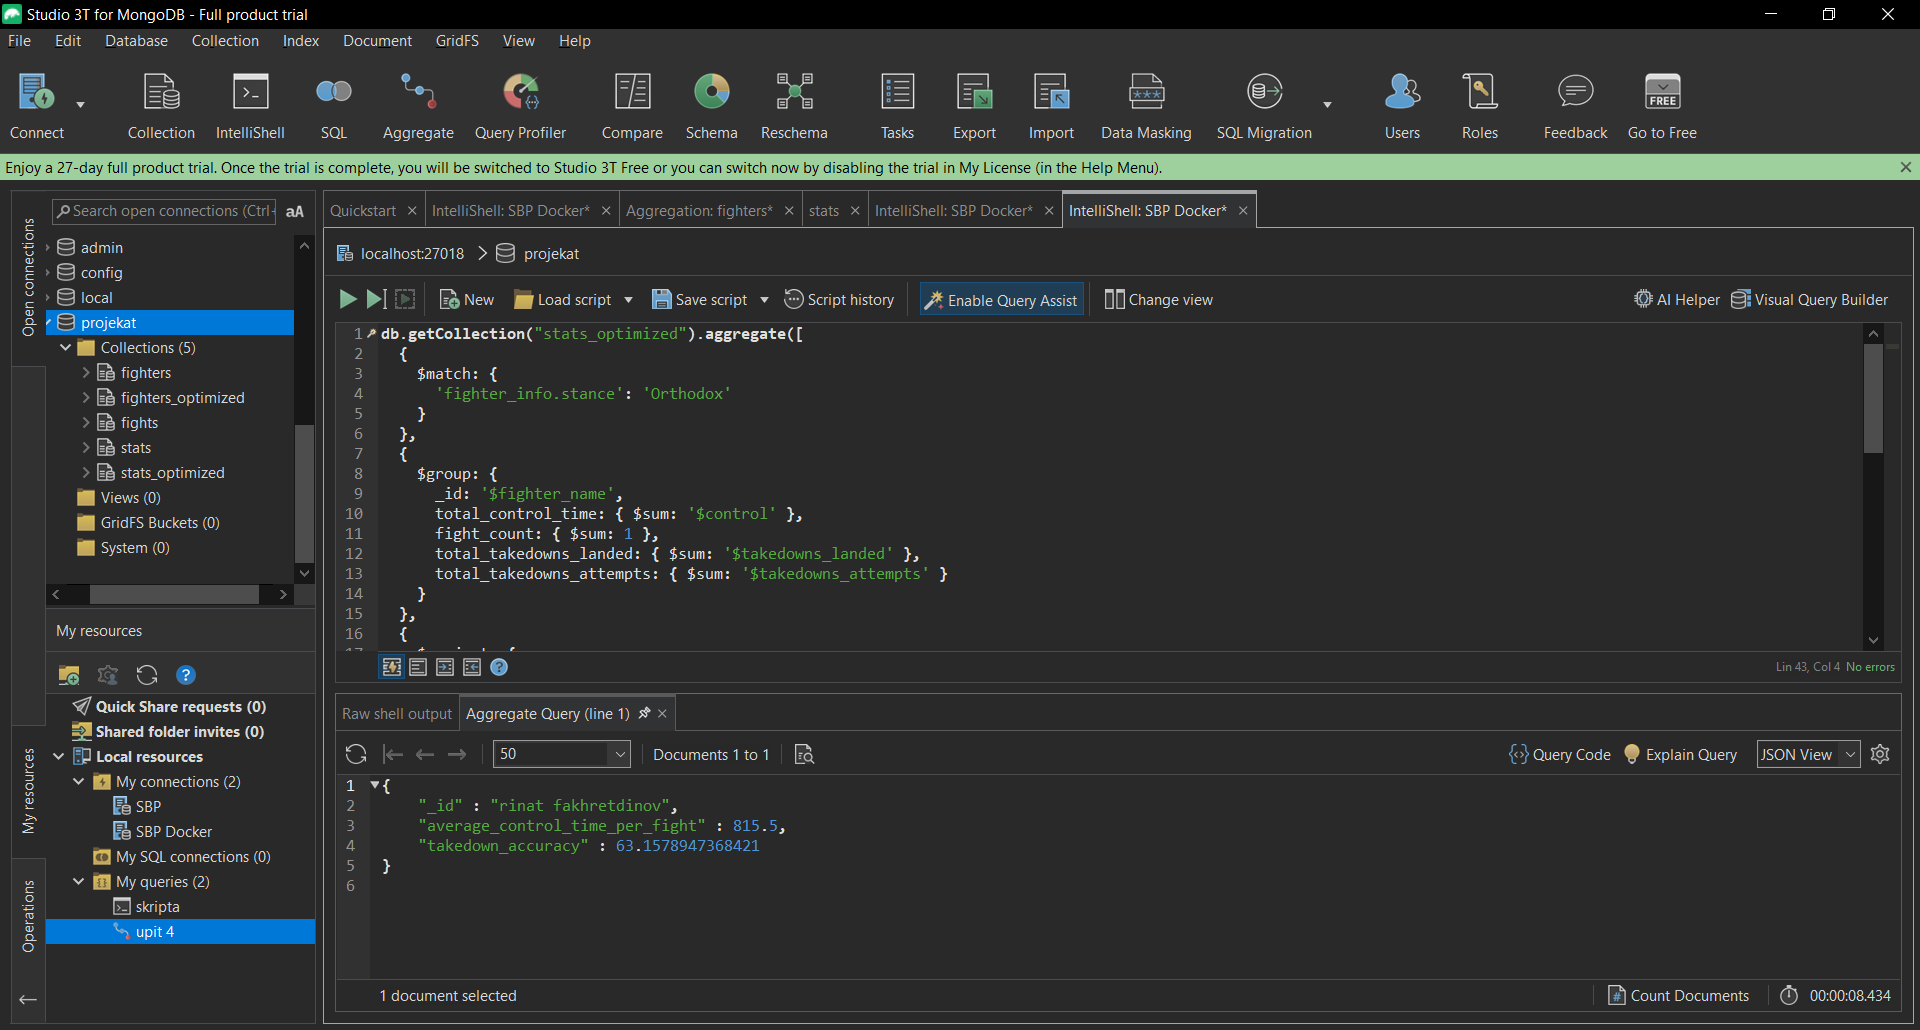 Studio 3T for MongoDB - Full product trial
File Edit Database Collection Index Document GridFS View Help
Connect Collection IntelliShell SQL Aggregate Query Profiler Compare Schema Reschema Tasks Export Import Data Masking SQL Migration Users Roles Feedback Go to Free
FREE
Enjoy a 27-day full product trial. Once the trial is complete, you will be switched to Studio 3T Free or you can switch now by disabling the trial in My License (in the Help Menu).
Open connections
Search open connections (Ctrl+ aA
admin
config
local
projekat
Collections (5)
fighters
fighters_optimized
fights
stats
stats_optimized
Views (0)
GridFS Buckets (0)
System (0)
My resources
My resources
Quick Share requests (0)
Shared folder invites (0)
Local resources
My connections (2)
SBP
SBP Docker
My SQL connections (0)
My queries (2)
skripta
upit 4
Operations
Quickstart IntelliShell: SBP Docker* Aggregation: fighters* stats IntelliShell: SBP Docker* IntelliShell: SBP Docker*
localhost:27018 projekat
New Load script Save script Script history Enable Query Assist Change view AI Helper Visual Query Builder
1 db.getCollection("stats_optimized").aggregate([
2 {
3 $match: {
4 'fighter_info.stance': 'Orthodox'
5 }
6 },
7 {
8 $group: {
9 _id: '$fighter_name',
10 total_control_time: { $sum: '$control' },
11 fight_count: { $sum: 1 },
12 total_takedowns_landed: { $sum: '$takedowns_landed' },
13 total_takedowns_attempts: { $sum: '$takedowns_attempts' }
14 }
15 },
16 {
Lin 43, Col 4 No errors
Raw shell output Aggregate Query (line 1)
50 Documents 1 to 1 Query Code Explain Query JSON View
1 {
2 "_id" : "rinat fakhretdinov",
3 "average_control_time_per_fight" : 815.5,
4 "takedown_accuracy" : 63.1578947368421
5 }
6
1 document selected Count Documents 00:00:08.434